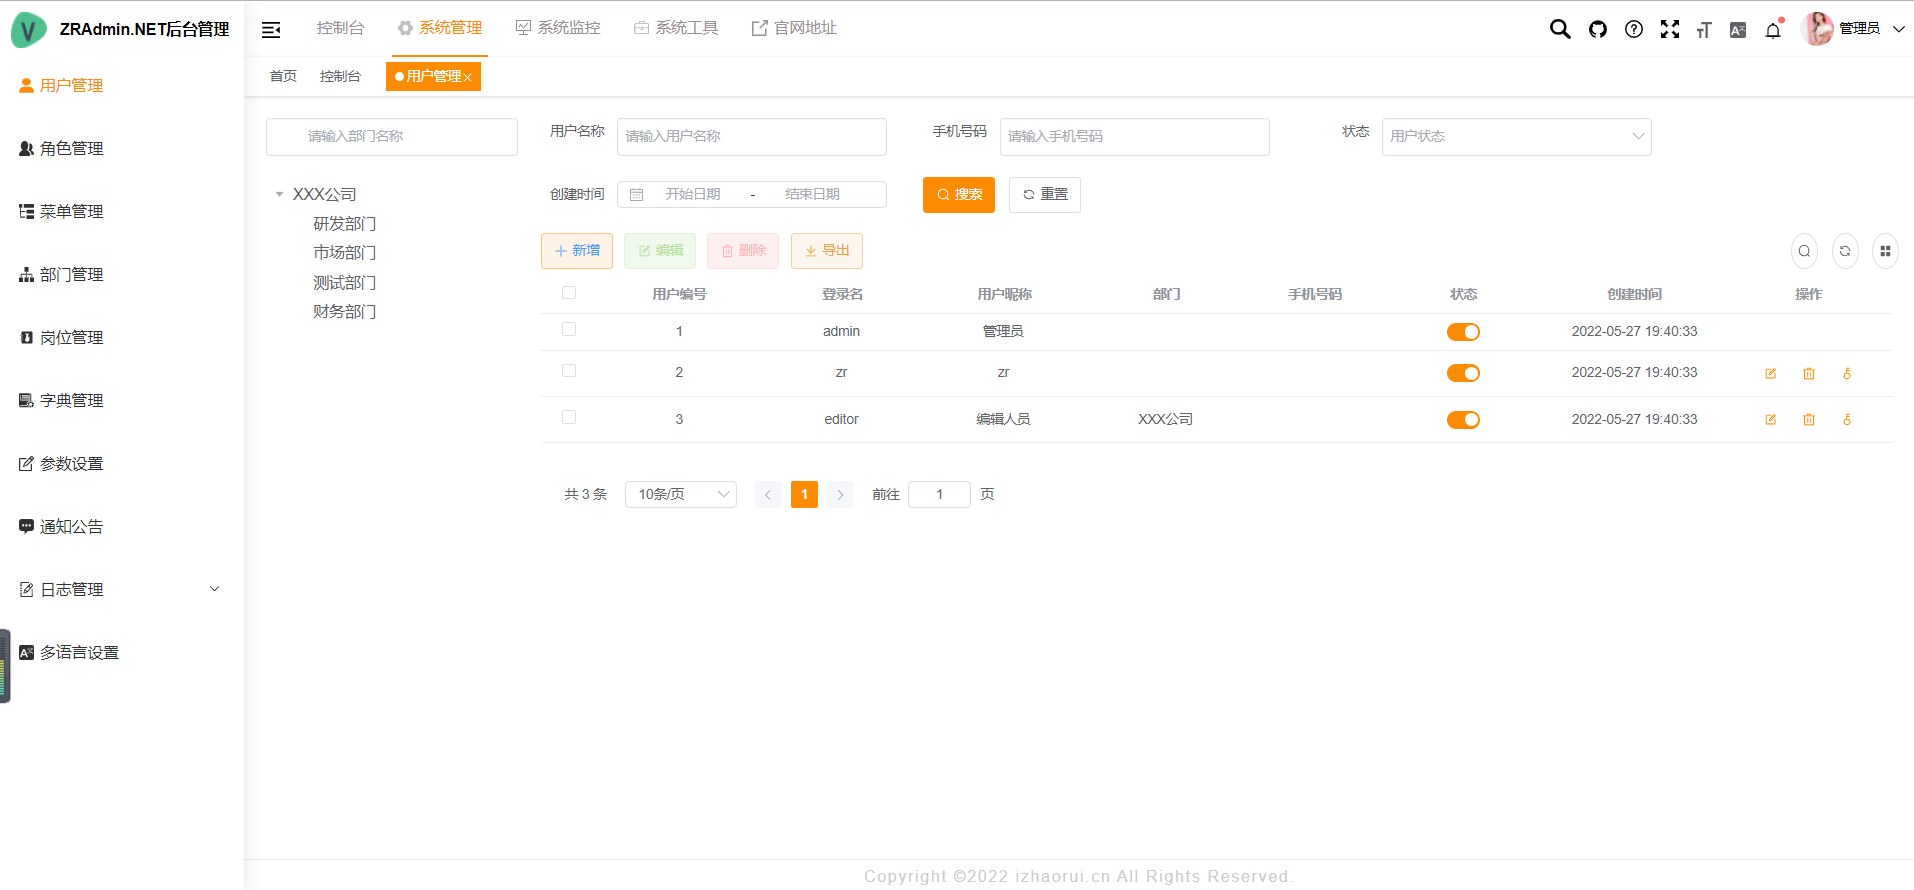 ZRAdmin.NET后台管理
控制台 系统管理 系统监控 系统工具 官网地址 管理员
首页 控制台 用户管理
用户管理
角色管理
菜单管理
部门管理
岗位管理
字典管理
参数设置
通知公告
日志管理
多语言设置
请输入部门名称
XXX公司
研发部门
市场部门
测试部门
财务部门
用户名称 请输入用户名称 手机号码 请输入手机号码 状态 用户状态
创建时间 开始日期 - 结束日期 搜索 重置
新增 编辑 删除 导出
用户编号 登录名 用户昵称 部门 手机号码 状态 创建时间 操作
1 admin 管理员 2022-05-27 19:40:33
2 zr zr 2022-05-27 19:40:33
3 editor 编辑人员 XXX公司 2022-05-27 19:40:33
共 3 条 10条/页 1 前往 1 页
Copyright ©2022 izhaorui.cn All Rights Reserved.